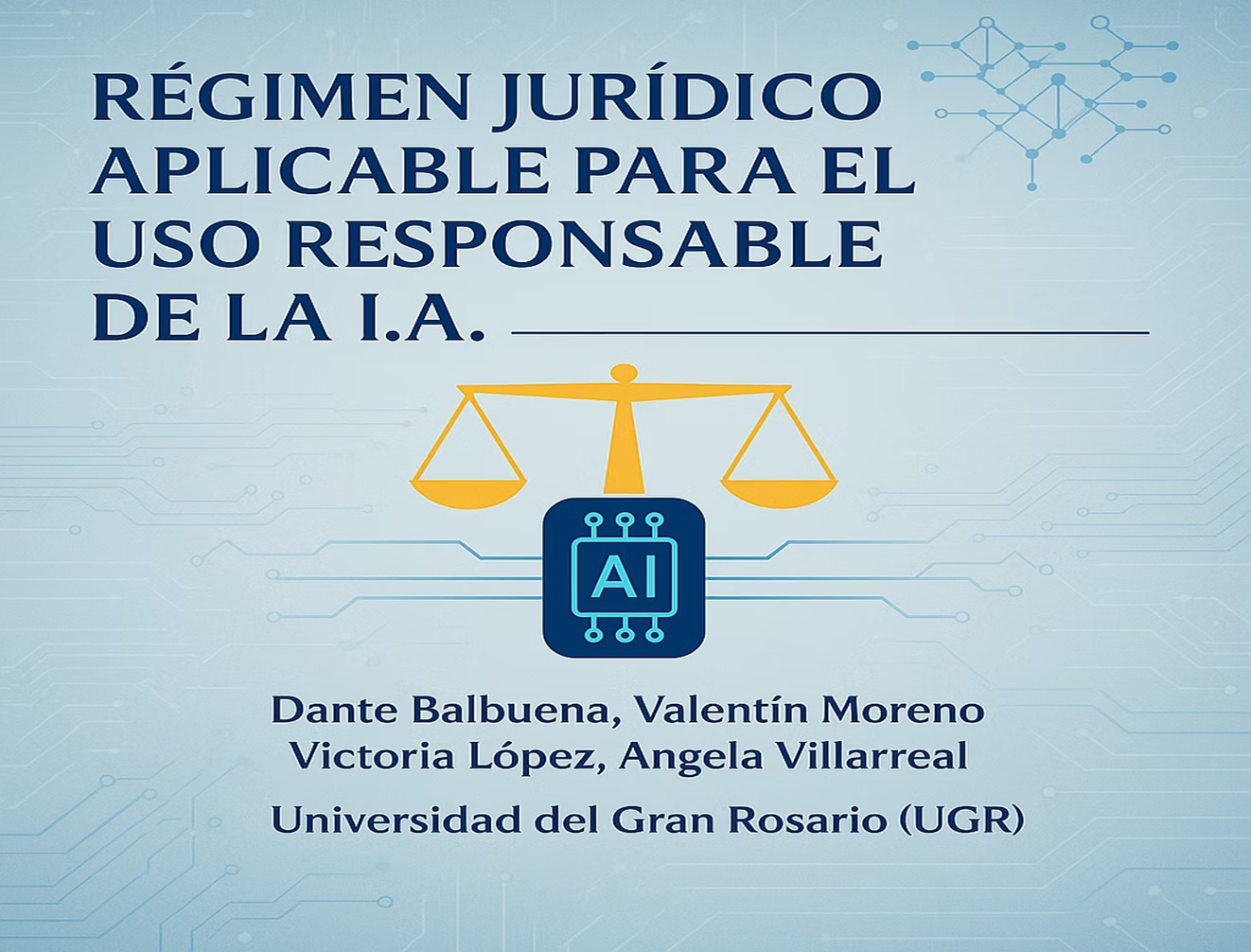 RÉGIMEN JURÍDICO
APLICABLE PARA EL
USO RESPONSABLE
DE LA I.A.
AI
Dante Balbuena, Valentín Moreno
Victoria López, Angela Villarreal
Universidad del Gran Rosario (UGR)